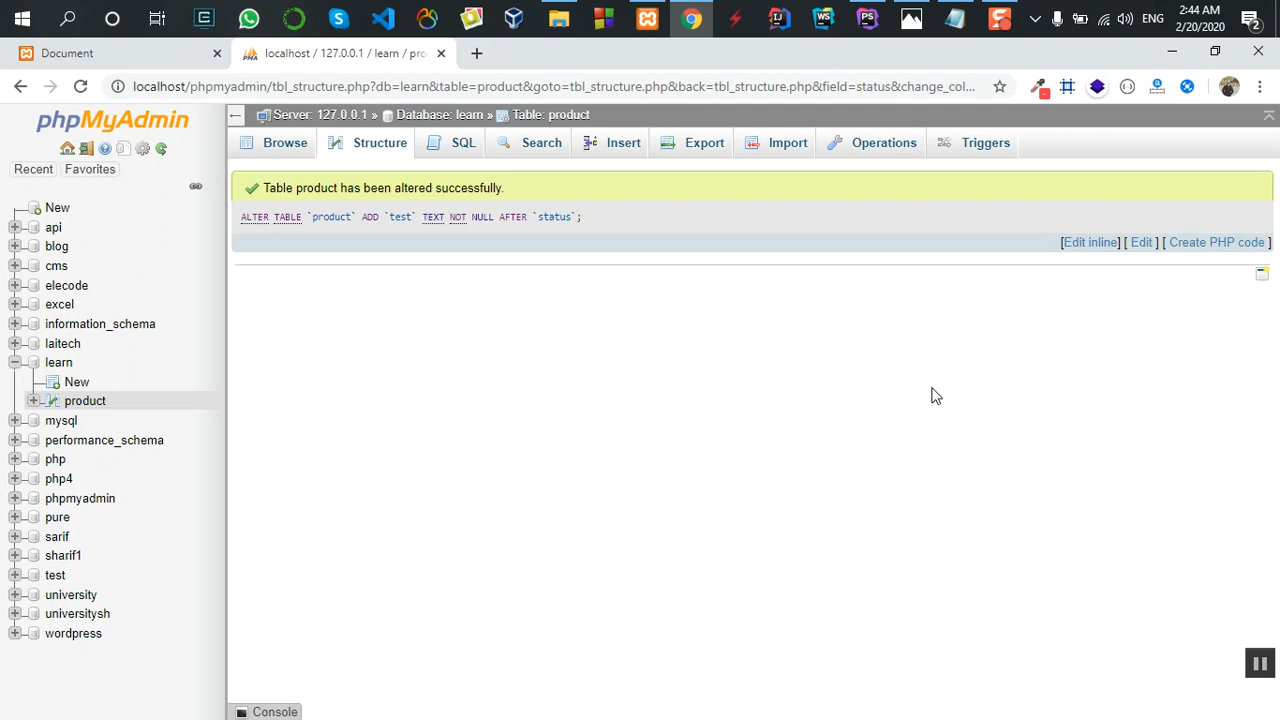 2:44 AM
ENG
2/20/2020
2
Document
localhost / 127.0.0.1 / learn / pro
localhost/phpmyadmin/tbl_structure.php?db=learn&table=product&goto=tbl_structure.php&back=tbl_structure.php&field=status&change_col...
phpMyAdmin
Server: 127.0.0.1 » Database: learn » Table: product
Browse
Structure
SQL
Search
Insert
Export
Import
Operations
Triggers
Recent
Favorites
Table product has been altered successfully.
ALTER TABLE `product` ADD `test` TEXT NOT NULL AFTER `status`;
[Edit inline] [ Edit ] [ Create PHP code ]
New
api
blog
cms
elecode
excel
information_schema
laitech
learn
New
product
mysql
performance_schema
php
php4
phpmyadmin
pure
sarif
sharif1
test
university
universitysh
wordpress
Console